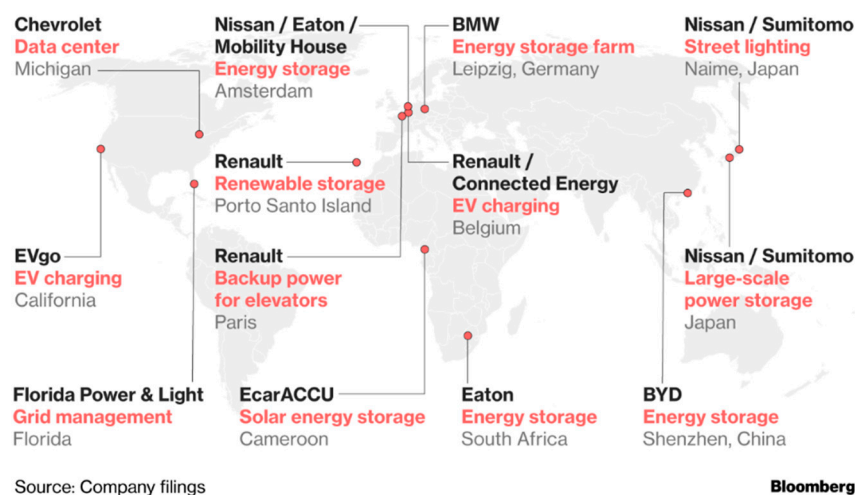 Chevrolet
Data center
Michigan
Nissan / Eaton /
Mobility House
Energy storage
Amsterdam
BMW
Energy storage farm
Leipzig, Germany
Nissan / Sumitomo
Street lighting
Naime, Japan
Renault
Renewable storage
Porto Santo Island
Renault /
Connected Energy
EV charging
Belgium
EVgo
EV charging
California
Renault
Backup power
for elevators
Paris
Nissan / Sumitomo
Large-scale
power storage
Japan
Florida Power & Light
Grid management
Florida
EcarACCU
Solar energy storage
Cameroon
Eaton
Energy storage
South Africa
BYD
Energy storage
Shenzhen, China
Source: Company filings
Bloomberg